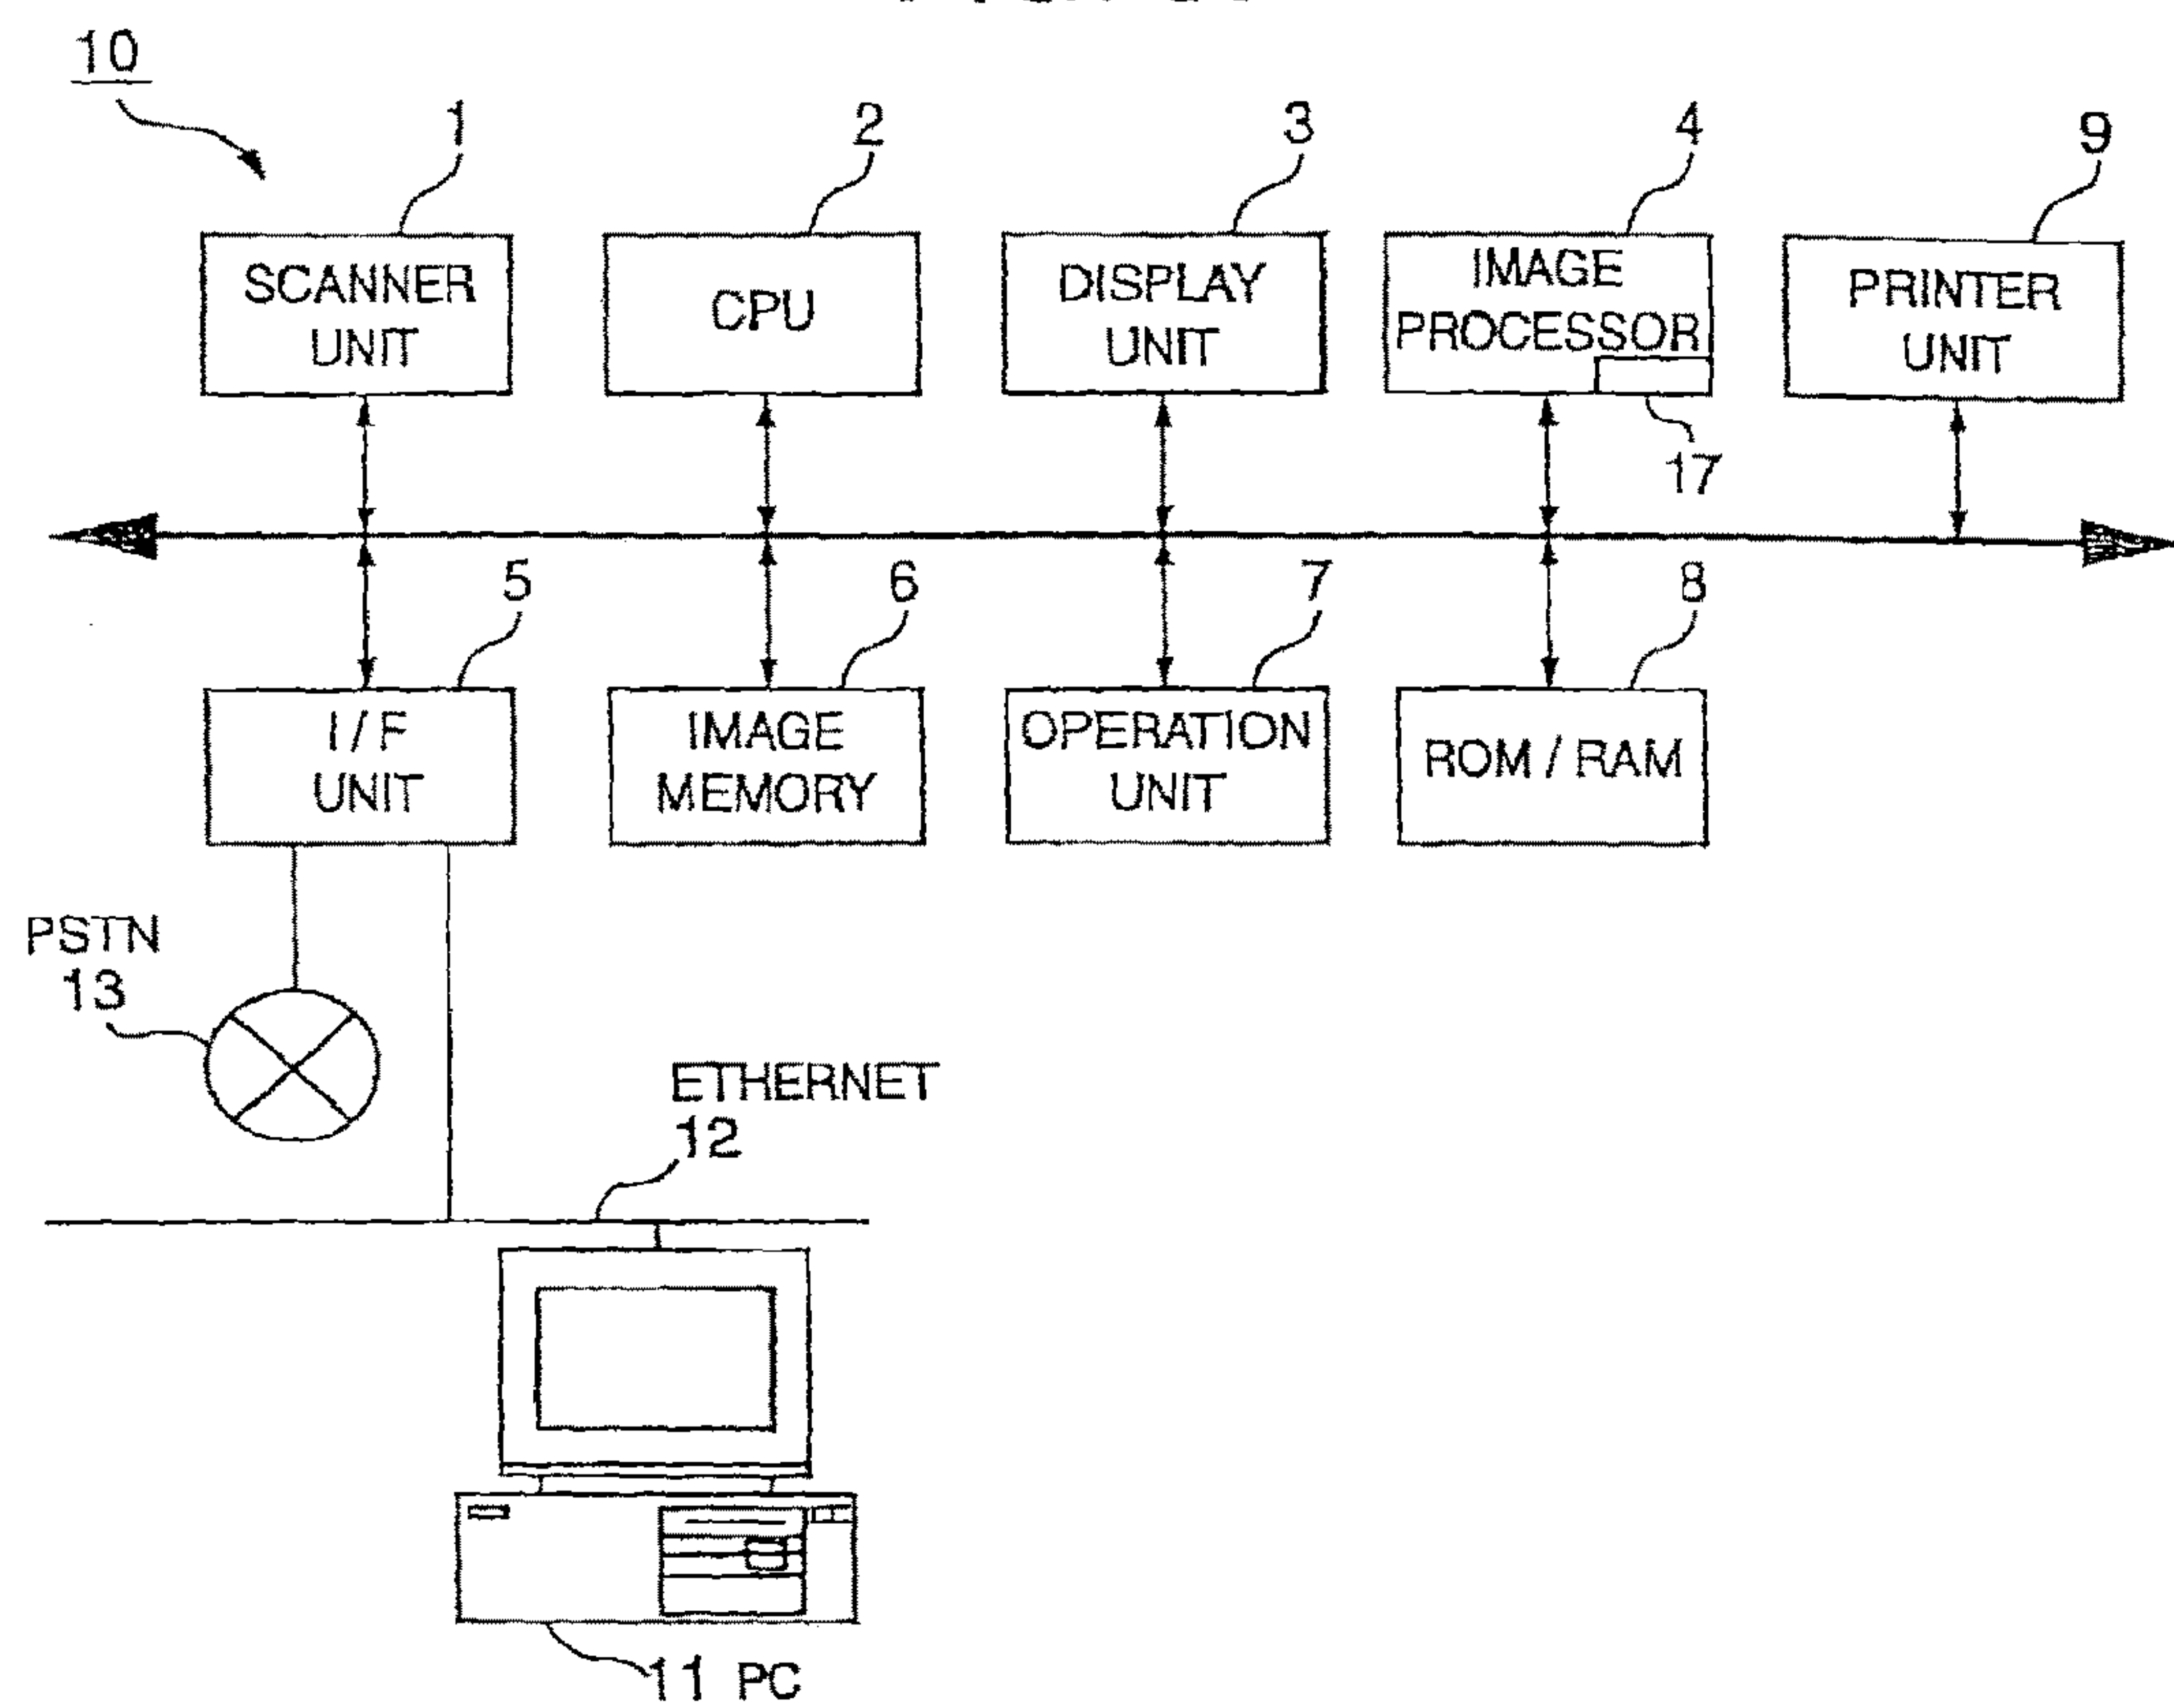 10
1
2
3
4
9
SCANNER
UNIT
CPU
DISPLAY
UNIT
IMAGE
PROCESSOR
PRINTER
UNIT
17
5
6
7
8
I / F
UNIT
IMAGE
MEMORY
OPERATION
UNIT
ROM / RAM
PSTN
13
ETHERNET
12
11 PC